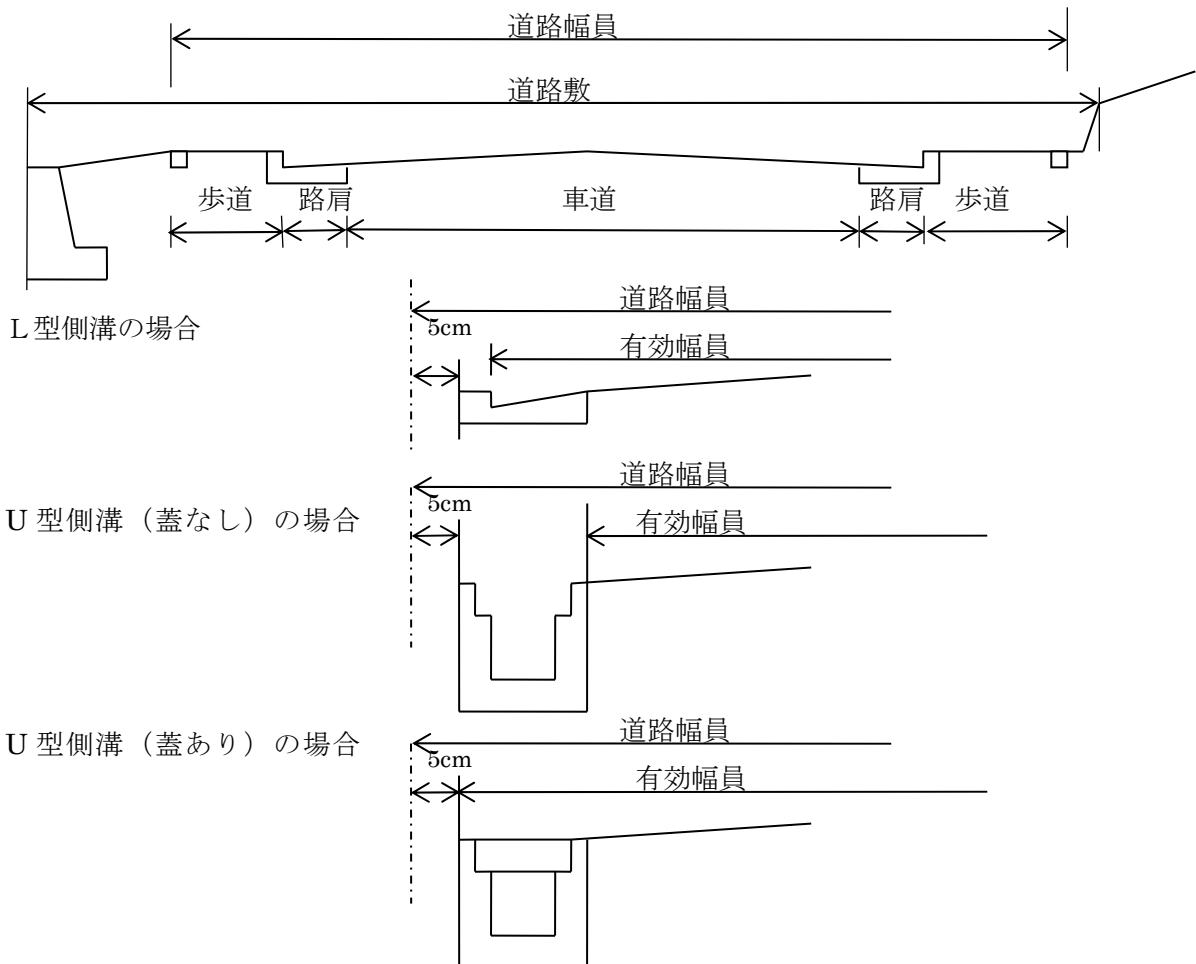 道路幅員
道路敷
歩道 路肩 車道 路肩 歩道
道路幅員
L型側溝の場合
5cm
有効幅員
道路幅員
5cm
U型側溝（蓋なし）の場合
有効幅員
道路幅員
U型側溝（蓋あり）の場合
5cm
有効幅員